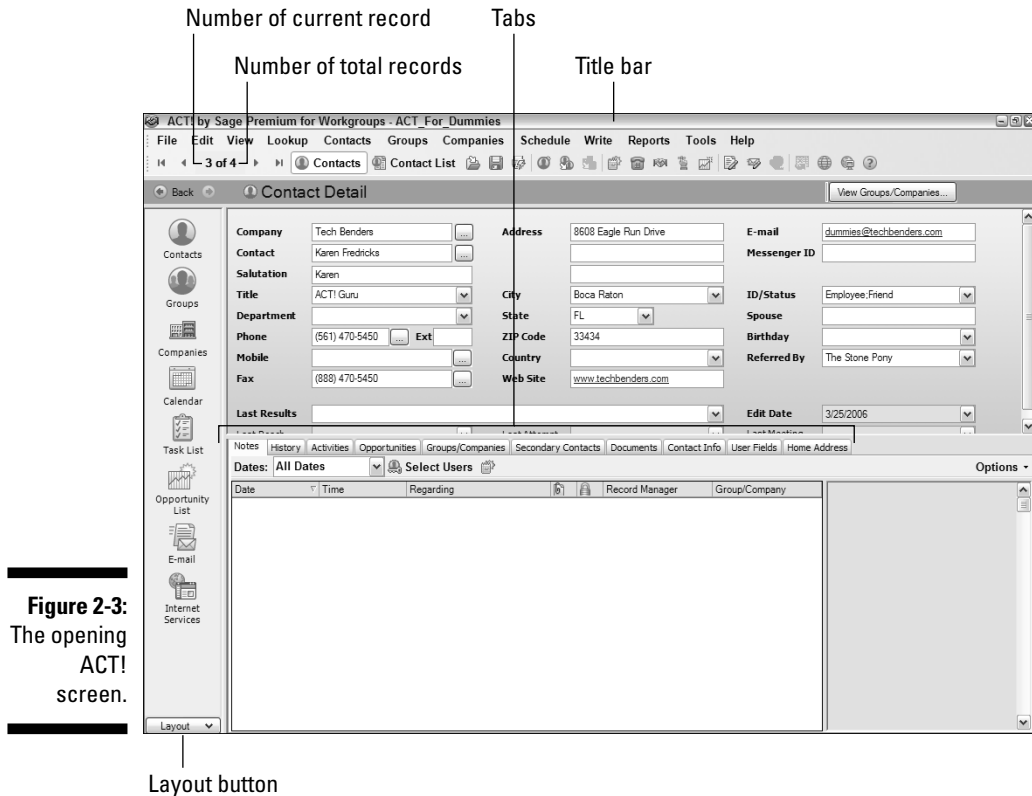 Number of current record
Tabs
Number of total records
Title bar
ACT! by Sage Premium for Workgroups - ACT_For_Dummies
File Edit View Lookup Contacts Groups Companies Schedule Write Reports Tools Help
3 of 4 Contacts Contact List
Back Contact Detail View Groups/Companies...
Contacts
Groups
Companies
Calendar
Task List
Opportunity
List
E-mail
Internet
Services
Layout
Company Tech Benders ... Address 8608 Eagle Run Drive E-mail dummies@techbenders.com
Contact Karen Fredricks ... Messenger ID
Salutation Karen
Title ACT! Guru City Boca Raton ID/Status Employee;Friend
Department State FL Spouse
Phone (561) 470-5450 ... Ext ZIP Code 33434 Birthday
Mobile ... Country Referred By The Stone Pony
Fax (888) 470-5450 ... Web Site www.techbenders.com
Last Results Edit Date 3/25/2006
Last Reach Last Attempt Last Meeting
Notes History Activities Opportunities Groups/Companies Secondary Contacts Documents Contact Info User Fields Home Address
Dates: All Dates Select Users Options
Date Time Regarding Record Manager Group/Company
Figure 2-3:
The opening
ACT!
screen.
Layout button